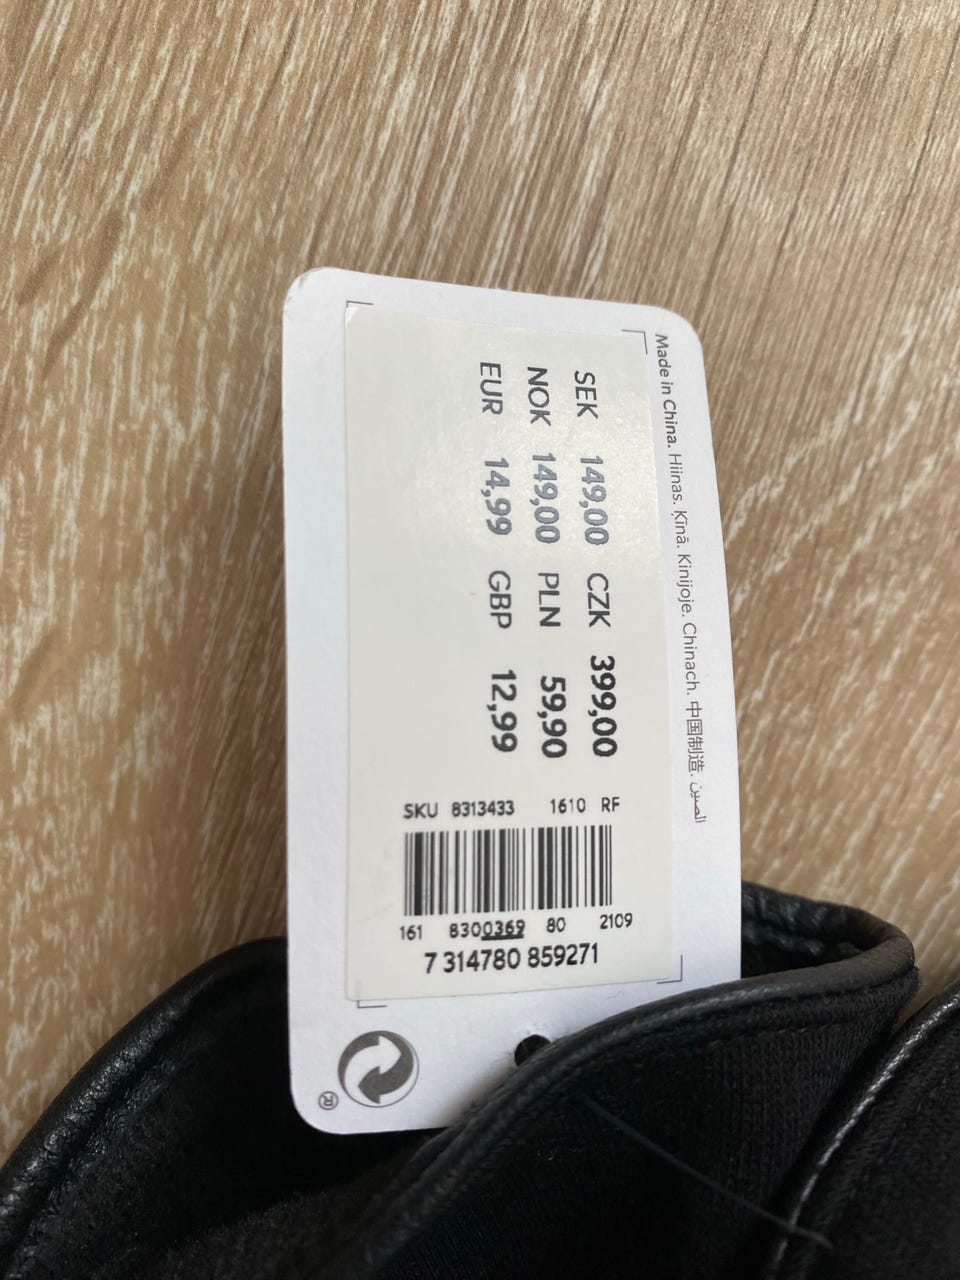 Made in China. Hiinas. Ķīnā. Kinijoje. Chinach. 中国制造. الصين
SEK 149,00 CZK 399,00
NOK 149,00 PLN 59,90
EUR 14,99 GBP 12,99
SKU 8313433 1610 RF
161 8300369 80 2109
7 314780 859271
®